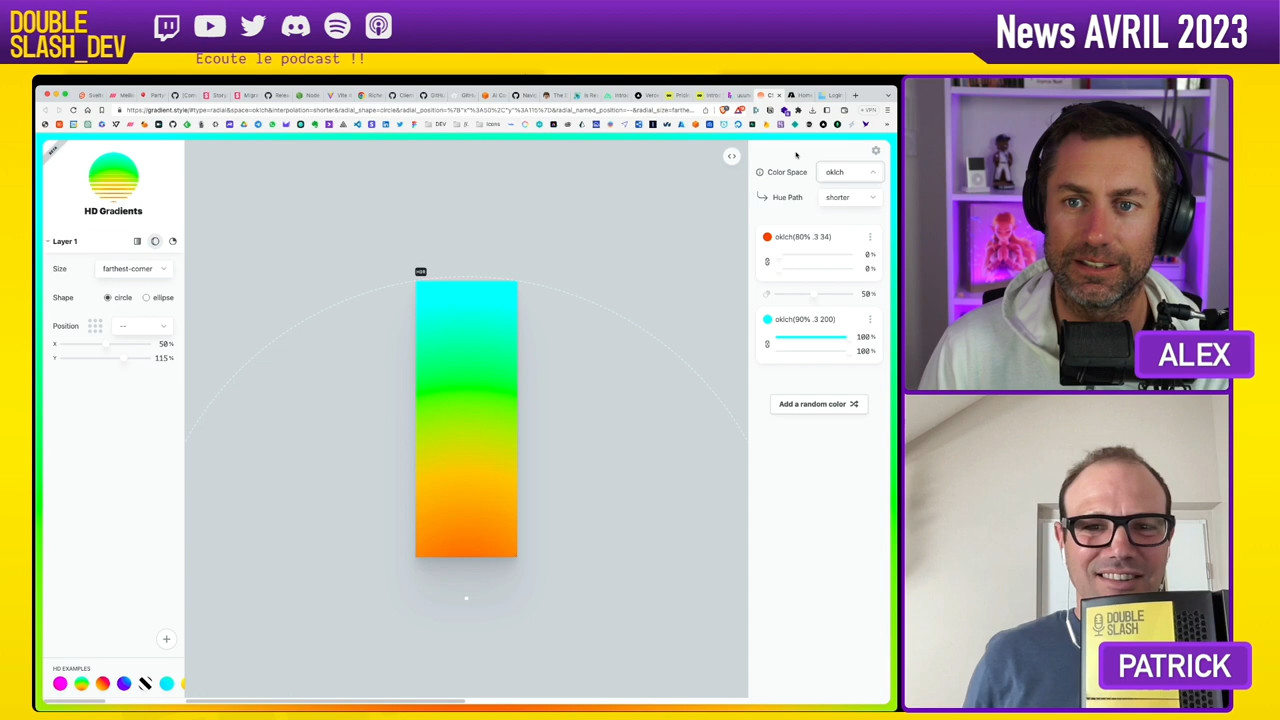 DOUBLE
SLASH_DEV
Ecoute le podcast !!
News AVRIL 2023
Color Space
oklch
Hue Path
shorter
HD Gradients
Layer 1
Size
farthest-corner
Shape
circle
ellipse
Position
--
X
50%
Y
115%
HDR
oklch(80% .3 34)
0%
0%
50%
oklch(90% .3 200)
100%
100%
Add a random color
HD EXAMPLES
ALEX
DOUBLE
SLASH
PATRICK